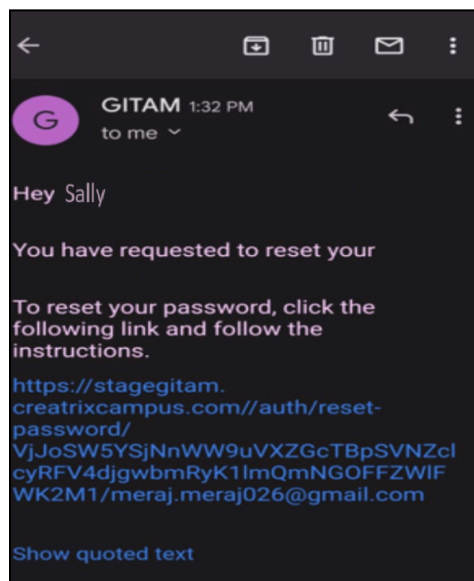 G
GITAM 1:32 PM
to me
Hey Sally
You have requested to reset your
To reset your password, click the
following link and follow the
instructions.
https://stagegitam.
creatrixcampus.com//auth/reset-
password/
VjJoSW5YSjNnWW9uVXZGcTBpSVNZcl
cyRFV4djgwbmRyK1lmQmNGOFFZWlF
WK2M1/meraj.meraj026@gmail.com
Show quoted text